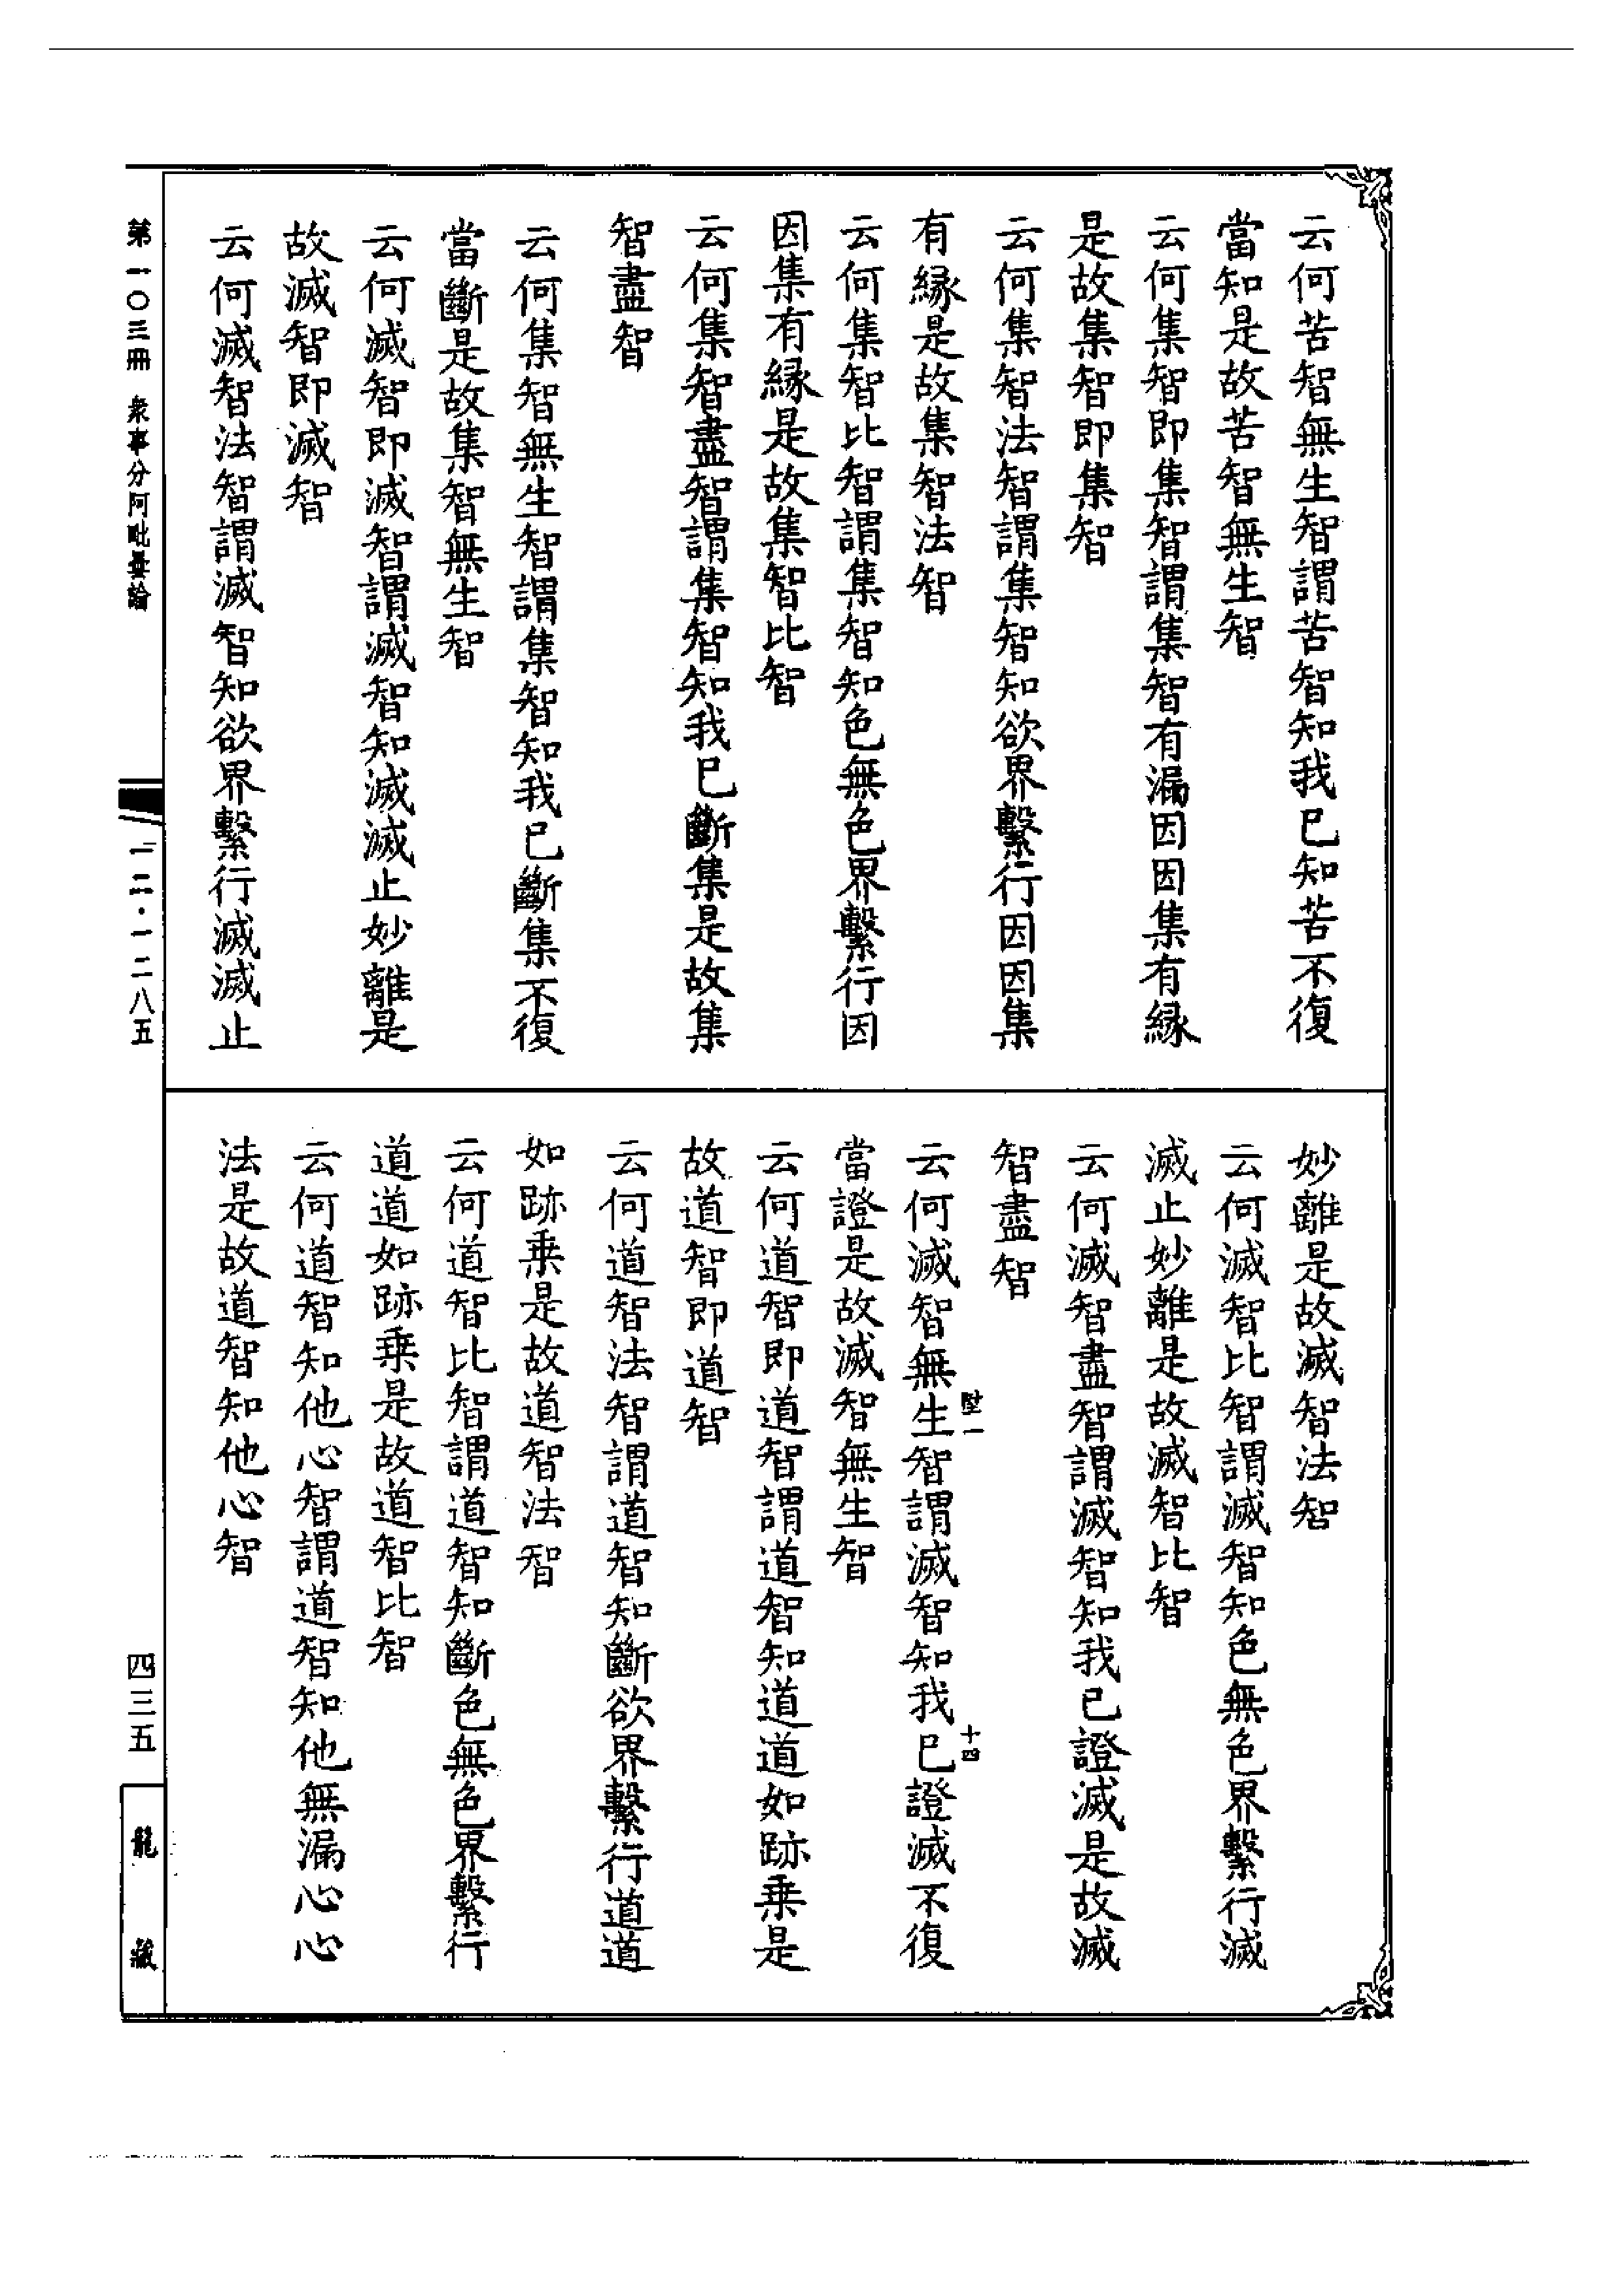 云何苦智無生智謂苦智知我已知苦不復
當知是故苦智無生智
云何集智即集智謂集智有漏因因集有緣
是故集智即集智
云何集智法智謂集智知欲界繫行因因集
有緣是故集智法智
云何集智比智謂集智知色無色界繫行因
因集有緣是故集智比智
云何集智盡智謂集智知我已斷集是故集
智盡智
云何集智無生智謂集智知我已斷集不復
當斷是故集智無生智
云何滅智即滅智謂滅智知滅滅止妙離是
故滅智即滅智
云何滅智法智謂滅智知欲界繫行滅滅止
妙離是故滅智法智
云何滅智比智謂滅智知色無色界繫行滅
滅止妙離是故滅智比智
云何滅智盡智謂滅智知我已證滅是故滅
智盡智
云何滅智無生智謂滅智知我已證滅不復
十四
當證是故滅智無生智
云何道智即道智謂道智知道道如跡乗是
故道智即道智
云何道智法智謂道智知斷欲界繫行道道
如跡乗是故道智法智
云何道智比智謂道智知斷色無色界繫行
道道如跡乗是故道智比智
云何道智知他心智謂道智知他無漏心心
法是故道智知他心智
第一〇三冊 衆事分阿毗曇論
一二·一二八五
四三五
龍藏